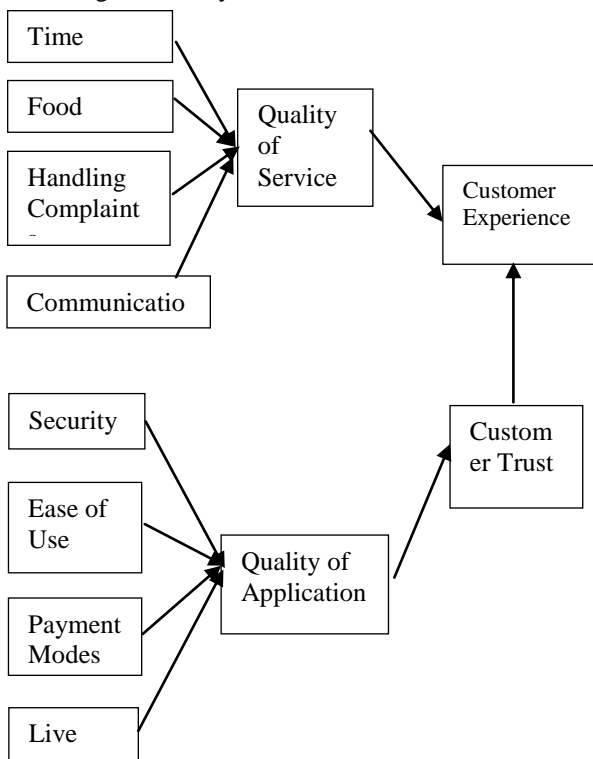 Time
Food
Handling
Complaint
Communicatio
Quality
of
Service
Customer
Experience
Security
Ease of
Use
Payment
Modes
Live
Quality of
Application
Custom
er Trust